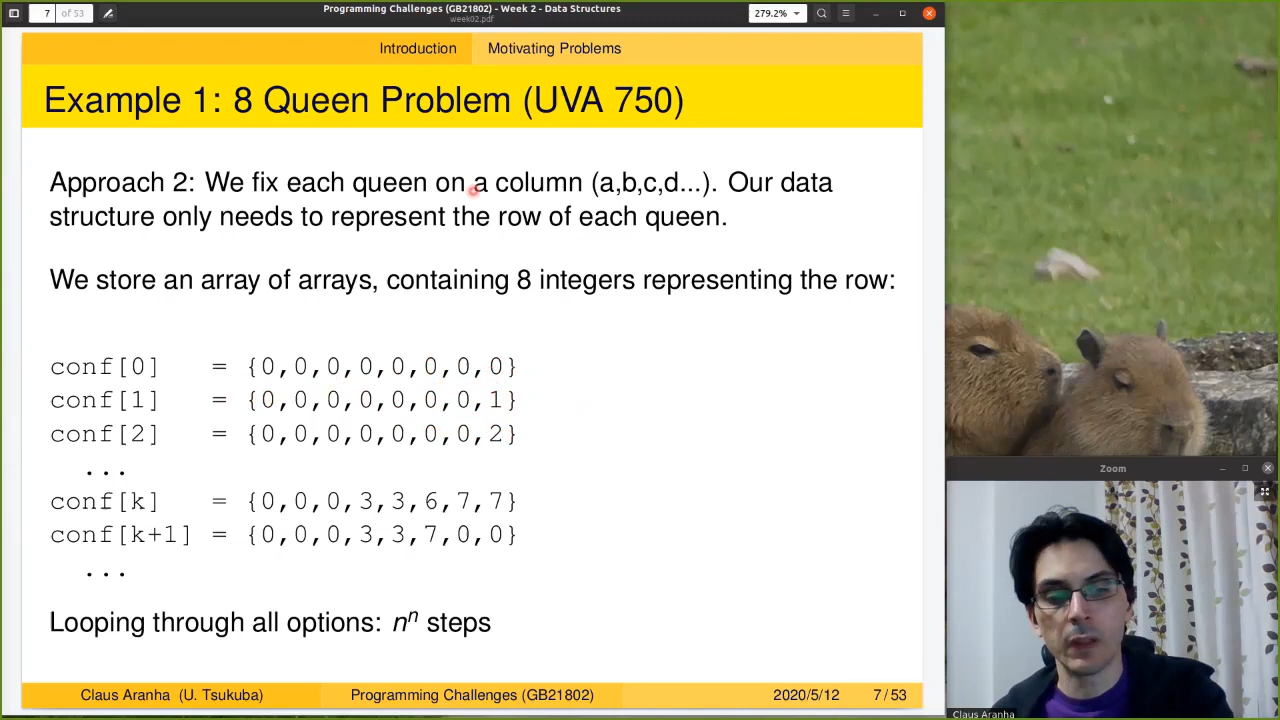 7 of 53
Programming Challenges (GB21802) - Week 2 - Data Structures
week02.pdf
279.2%
Introduction Motivating Problems
Example 1: 8 Queen Problem (UVA 750)
Approach 2: We fix each queen on a column (a,b,c,d...). Our data
structure only needs to represent the row of each queen.
We store an array of arrays, containing 8 integers representing the row:
conf[0] = {0,0,0,0,0,0,0,0}
conf[1] = {0,0,0,0,0,0,0,1}
conf[2] = {0,0,0,0,0,0,0,2}
...
conf[k] = {0,0,0,3,3,6,7,7}
conf[k+1] = {0,0,0,3,3,7,0,0}
...
Looping through all options: nⁿ steps
Claus Aranha (U. Tsukuba) Programming Challenges (GB21802) 2020/5/12 7 / 53
Zoom
Claus Aranha